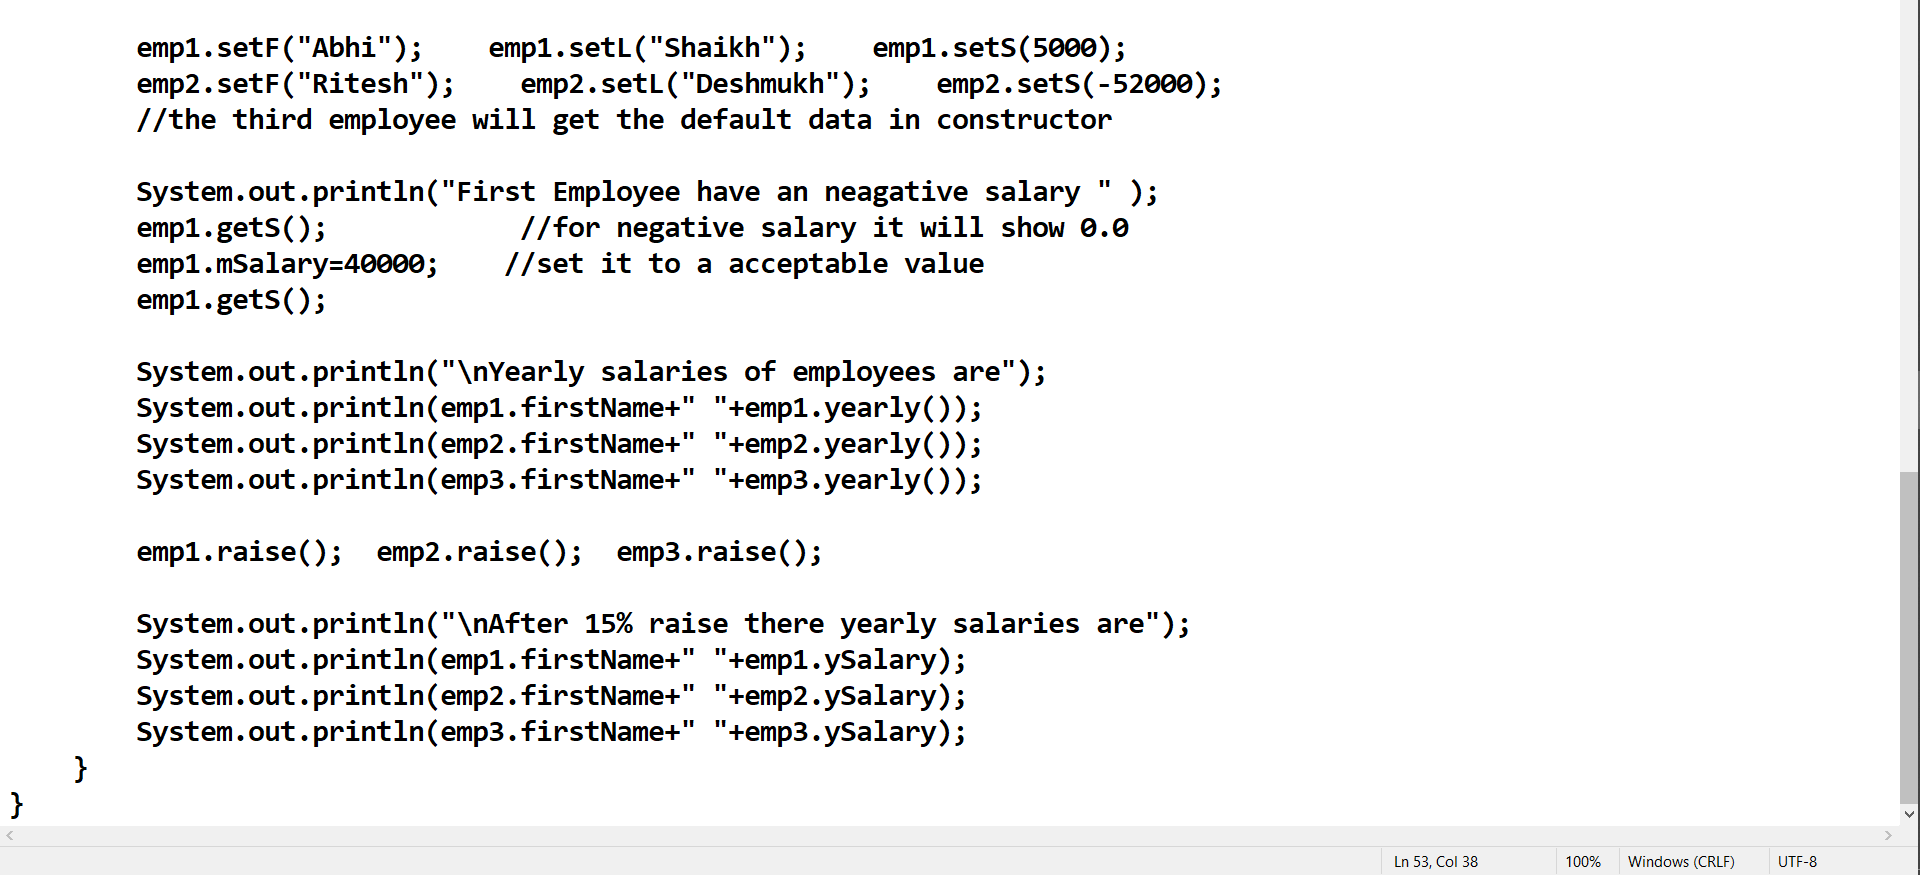 emp1.setF("Abhi");    emp1.setL("Shaikh");    emp1.setS(5000);
emp2.setF("Ritesh");    emp2.setL("Deshmukh");    emp2.setS(-52000);
//the third employee will get the default data in constructor
System.out.println("First Employee have an neagative salary " );
emp1.getS();            //for negative salary it will show 0.0
emp1.mSalary=40000;    //set it to a acceptable value
emp1.getS();
System.out.println("\nYearly salaries of employees are");
System.out.println(emp1.firstName+" "+emp1.yearly());
System.out.println(emp2.firstName+" "+emp2.yearly());
System.out.println(emp3.firstName+" "+emp3.yearly());
emp1.raise();  emp2.raise();  emp3.raise();
System.out.println("\nAfter 15% raise there yearly salaries are");
System.out.println(emp1.firstName+" "+emp1.ySalary);
System.out.println(emp2.firstName+" "+emp2.ySalary);
System.out.println(emp3.firstName+" "+emp3.ySalary);
}
}
Ln 53, Col 38    100%    Windows (CRLF)    UTF-8